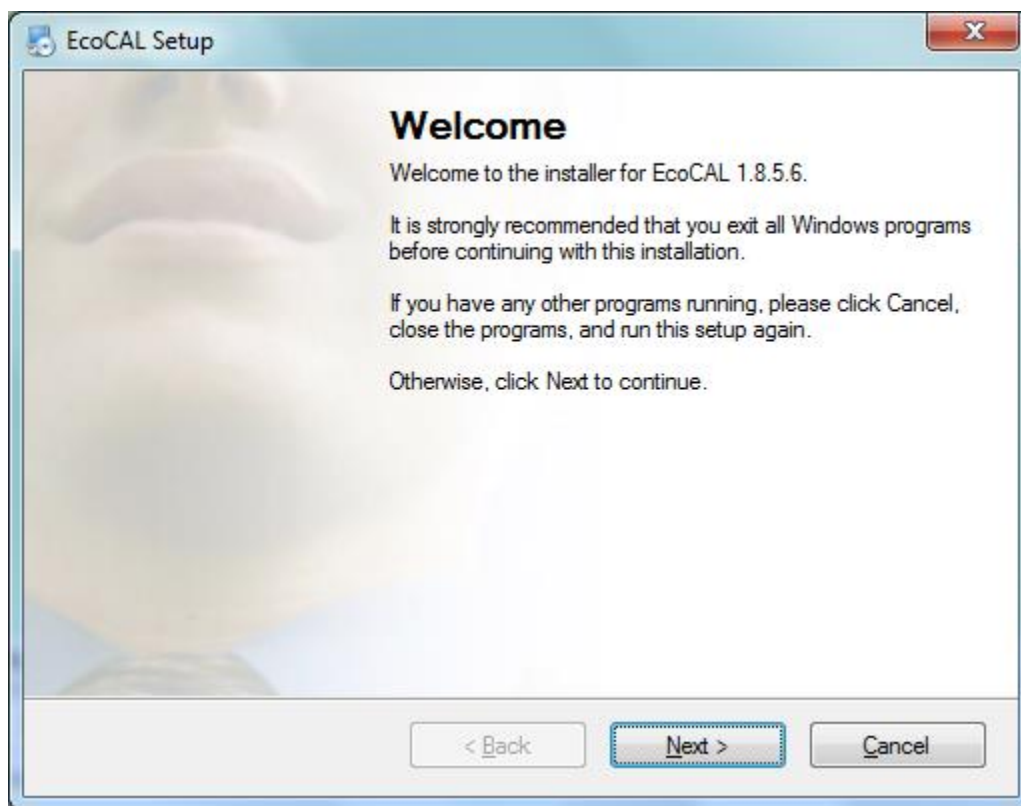 EcoCAL Setup
Welcome
Welcome to the installer for EcoCAL 1.8.5.6.
It is strongly recommended that you exit all Windows programs
before continuing with this installation.
If you have any other programs running, please click Cancel,
close the programs, and run this setup again.
Otherwise, click Next to continue.
< Back
Next >
Cancel